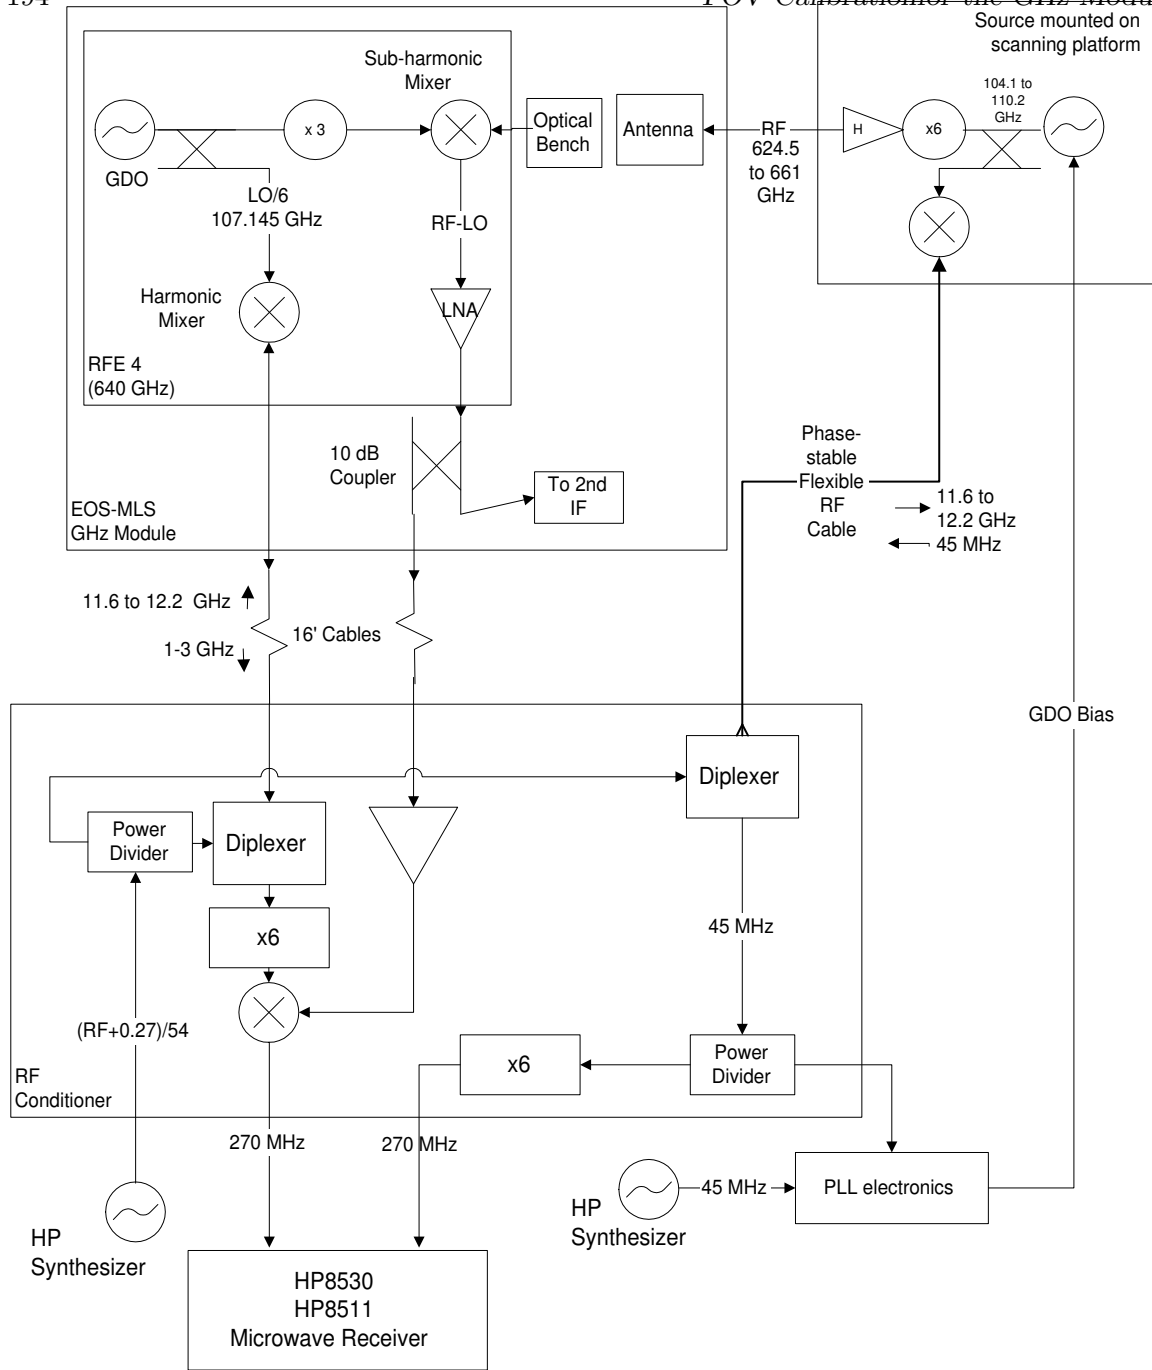 Source mounted on
scanning platform
Sub-harmonic
Mixer
104.1 to
110.2
GHz
x 3
Optical
Bench
Antenna
RF
624.5
to 661
GHz
H
x6
GDO
LO/6
107.145 GHz
RF-LO
Harmonic
Mixer
LNA
RFE 4
(640 GHz)
10 dB
Coupler
To 2nd
IF
EOS-MLS
GHz Module
Phase-
stable
Flexible
RF
Cable
11.6 to
12.2 GHz
45 MHz
11.6 to 12.2 GHz
1-3 GHz
16' Cables
GDO Bias
Diplexer
Power
Divider
Diplexer
x6
45 MHz
(RF+0.27)/54
x6
Power
Divider
RF
Conditioner
270 MHz
270 MHz
HP
Synthesizer
HP
Synthesizer
45 MHz
PLL electronics
HP8530
HP8511
Microwave Receiver